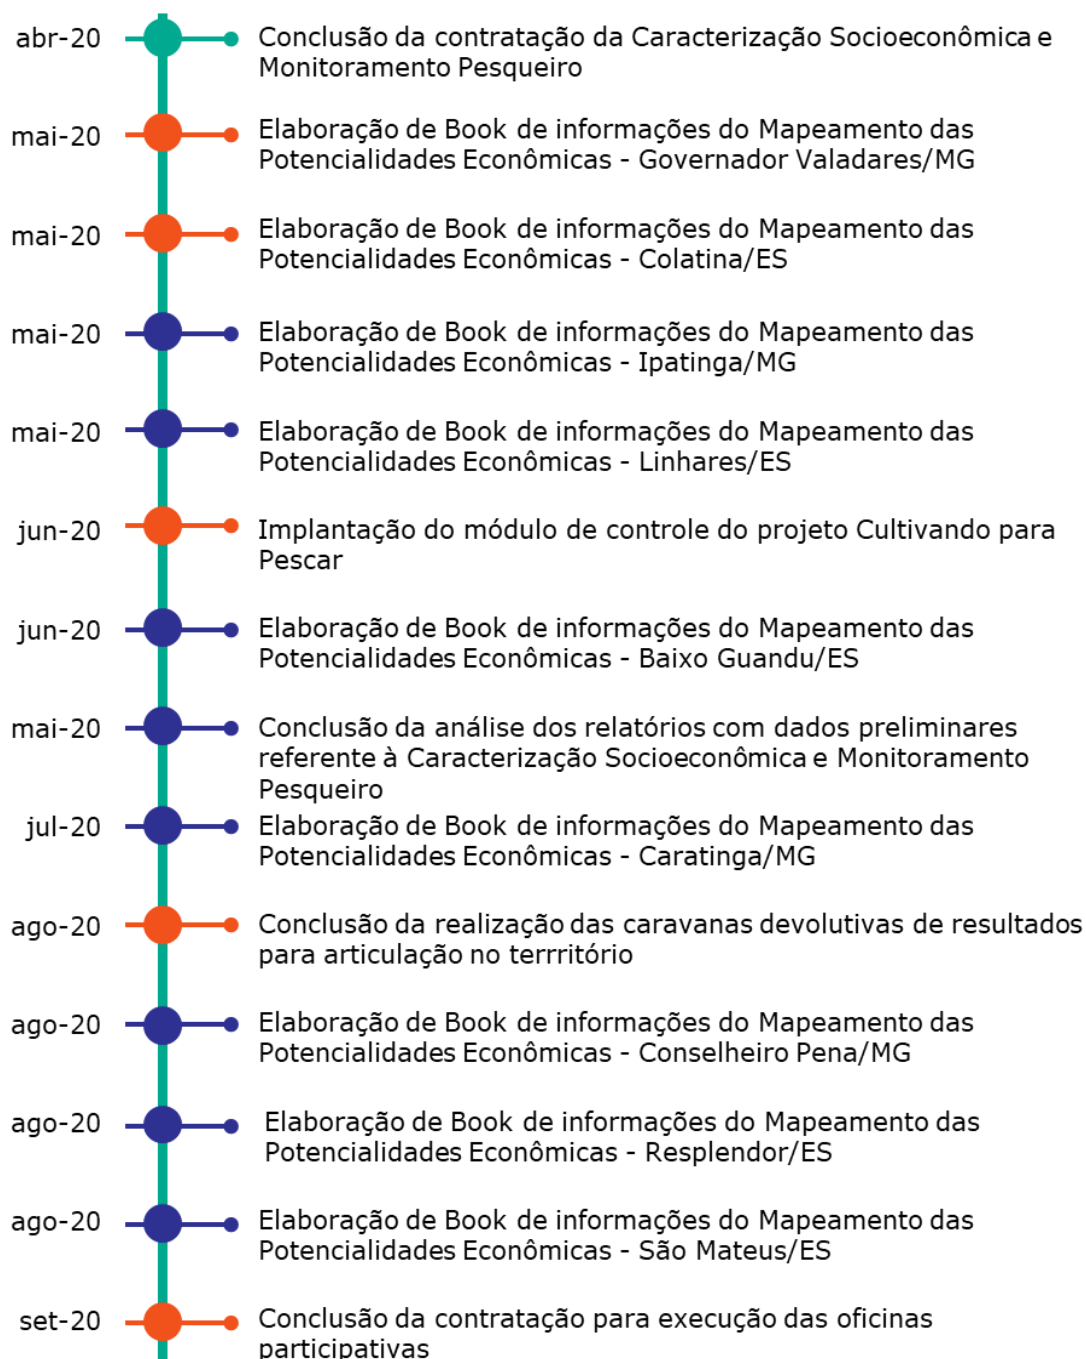 abr-20 Conclusão da contratação da Caracterização Socioeconômica e
Monitoramento Pesqueiro
mai-20 Elaboração de Book de informações do Mapeamento das
Potencialidades Econômicas - Governador Valadares/MG
mai-20 Elaboração de Book de informações do Mapeamento das
Potencialidades Econômicas - Colatina/ES
mai-20 Elaboração de Book de informações do Mapeamento das
Potencialidades Econômicas - Ipatinga/MG
mai-20 Elaboração de Book de informações do Mapeamento das
Potencialidades Econômicas - Linhares/ES
jun-20 Implantação do módulo de controle do projeto Cultivando para
Pescar
jun-20 Elaboração de Book de informações do Mapeamento das
Potencialidades Econômicas - Baixo Guandu/ES
mai-20 Conclusão da análise dos relatórios com dados preliminares
referente à Caracterização Socioeconômica e Monitoramento
Pesqueiro
jul-20 Elaboração de Book de informações do Mapeamento das
Potencialidades Econômicas - Caratinga/MG
ago-20 Conclusão da realização das caravanas devolutivas de resultados
para articulação no terrritório
ago-20 Elaboração de Book de informações do Mapeamento das
Potencialidades Econômicas - Conselheiro Pena/MG
ago-20 Elaboração de Book de informações do Mapeamento das
Potencialidades Econômicas - Resplendor/ES
ago-20 Elaboração de Book de informações do Mapeamento das
Potencialidades Econômicas - São Mateus/ES
set-20 Conclusão da contratação para execução das oficinas
participativas